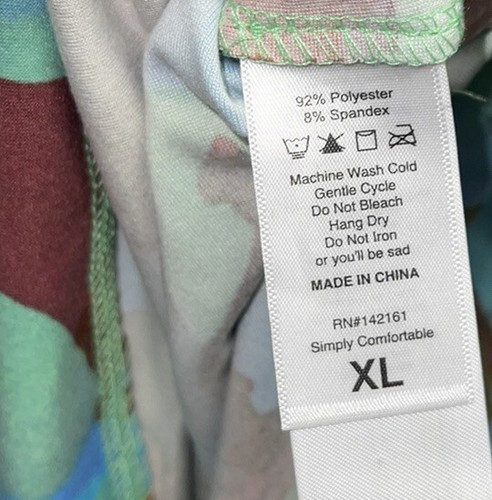 92% Polyester
8% Spandex
Machine Wash Cold
Gentle Cycle
Do Not Bleach
Hang Dry
Do Not Iron
or you'll be sad
MADE IN CHINA
RN#142161
Simply Comfortable
XL